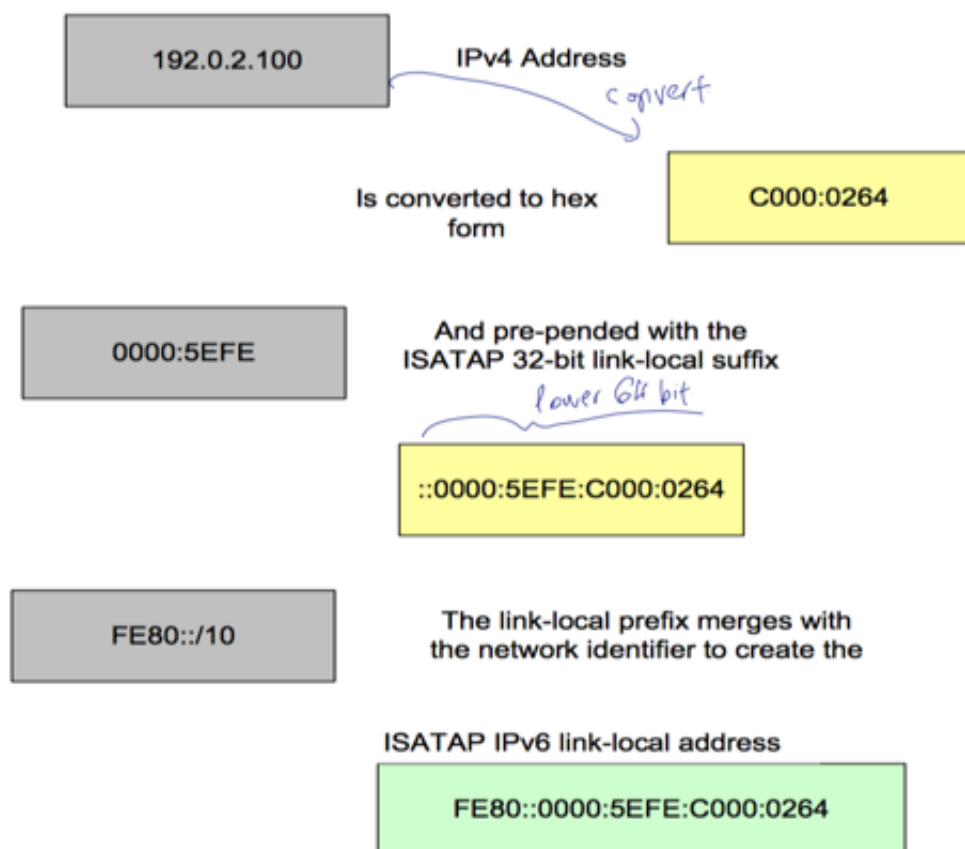 192.0.2.100
IPv4 Address
convert
Is converted to hex
form
C000:0264
0000:5EFE
And pre-pended with the
ISATAP 32-bit link-local suffix
lower 64 bit
::0000:5EFE:C000:0264
FE80::/10
The link-local prefix merges with
the network identifier to create the
ISATAP IPv6 link-local address
FE80::0000:5EFE:C000:0264